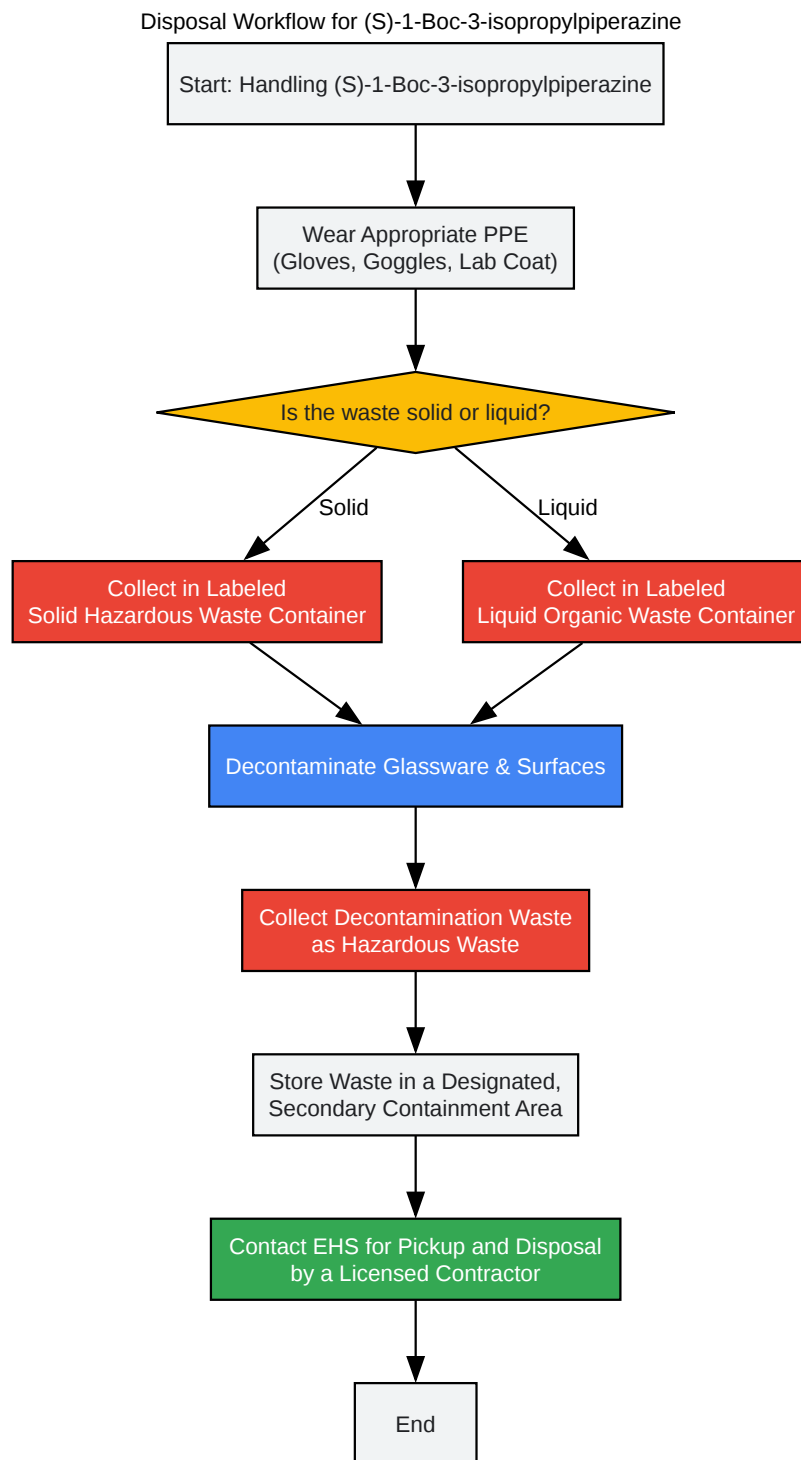 Disposal Workflow for (S)-1-Boc-3-isopropylpiperazine
Start: Handling (S)-1-Boc-3-isopropylpiperazine
Wear Appropriate PPE
(Gloves, Goggles, Lab Coat)
Is the waste solid or liquid?
Solid
Liquid
Collect in Labeled
Solid Hazardous Waste Container
Collect in Labeled
Liquid Organic Waste Container
Decontaminate Glassware & Surfaces
Collect Decontamination Waste
as Hazardous Waste
Store Waste in a Designated,
Secondary Containment Area
Contact EHS for Pickup and Disposal
by a Licensed Contractor
End